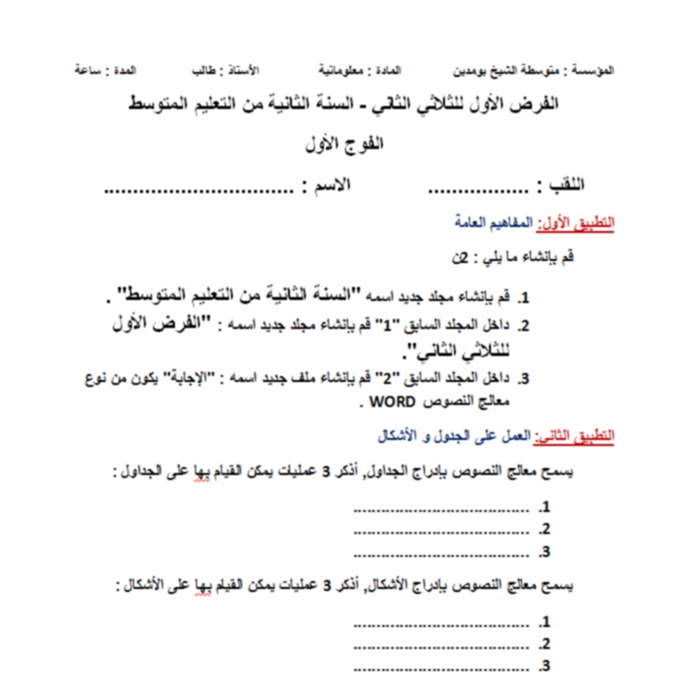 المؤسسة : متوسطة الشيخ بومدين المادة : معلوماتية الأستاذ : طالب المدة : ساعة
الفرض الأول للثلاثي الثاني - السنة الثانية من التعليم المتوسط
الفوج الأول
اللقب : ................. الاسم : ................................
التطبيق الأول: المفاهيم العامة
قم بإنشاء ما يلي : 2ن
1. قم بإنشاء مجلد جديد اسمه "السنة الثانية من التعليم المتوسط" .
2. داخل المجلد السابق "1" قم بإنشاء مجلد جديد اسمه : "الفرض الأول
للثلاثي الثاني".
3. داخل المجلد السابق "2" قم بإنشاء ملف جديد اسمه : "الإجابة" يكون من نوع
معالج النصوص WORD .
التطبيق الثاني: العمل على الجدول و الأشكال
يسمح معالج النصوص بإدراج الجداول, أذكر 3 عمليات يمكن القيام بها على الجداول :
1. ......................................
2. ......................................
3. ......................................
يسمح معالج النصوص بإدراج الأشكال, أذكر 3 عمليات يمكن القيام بها على الأشكال :
1. ......................................
2. ......................................
3. ......................................